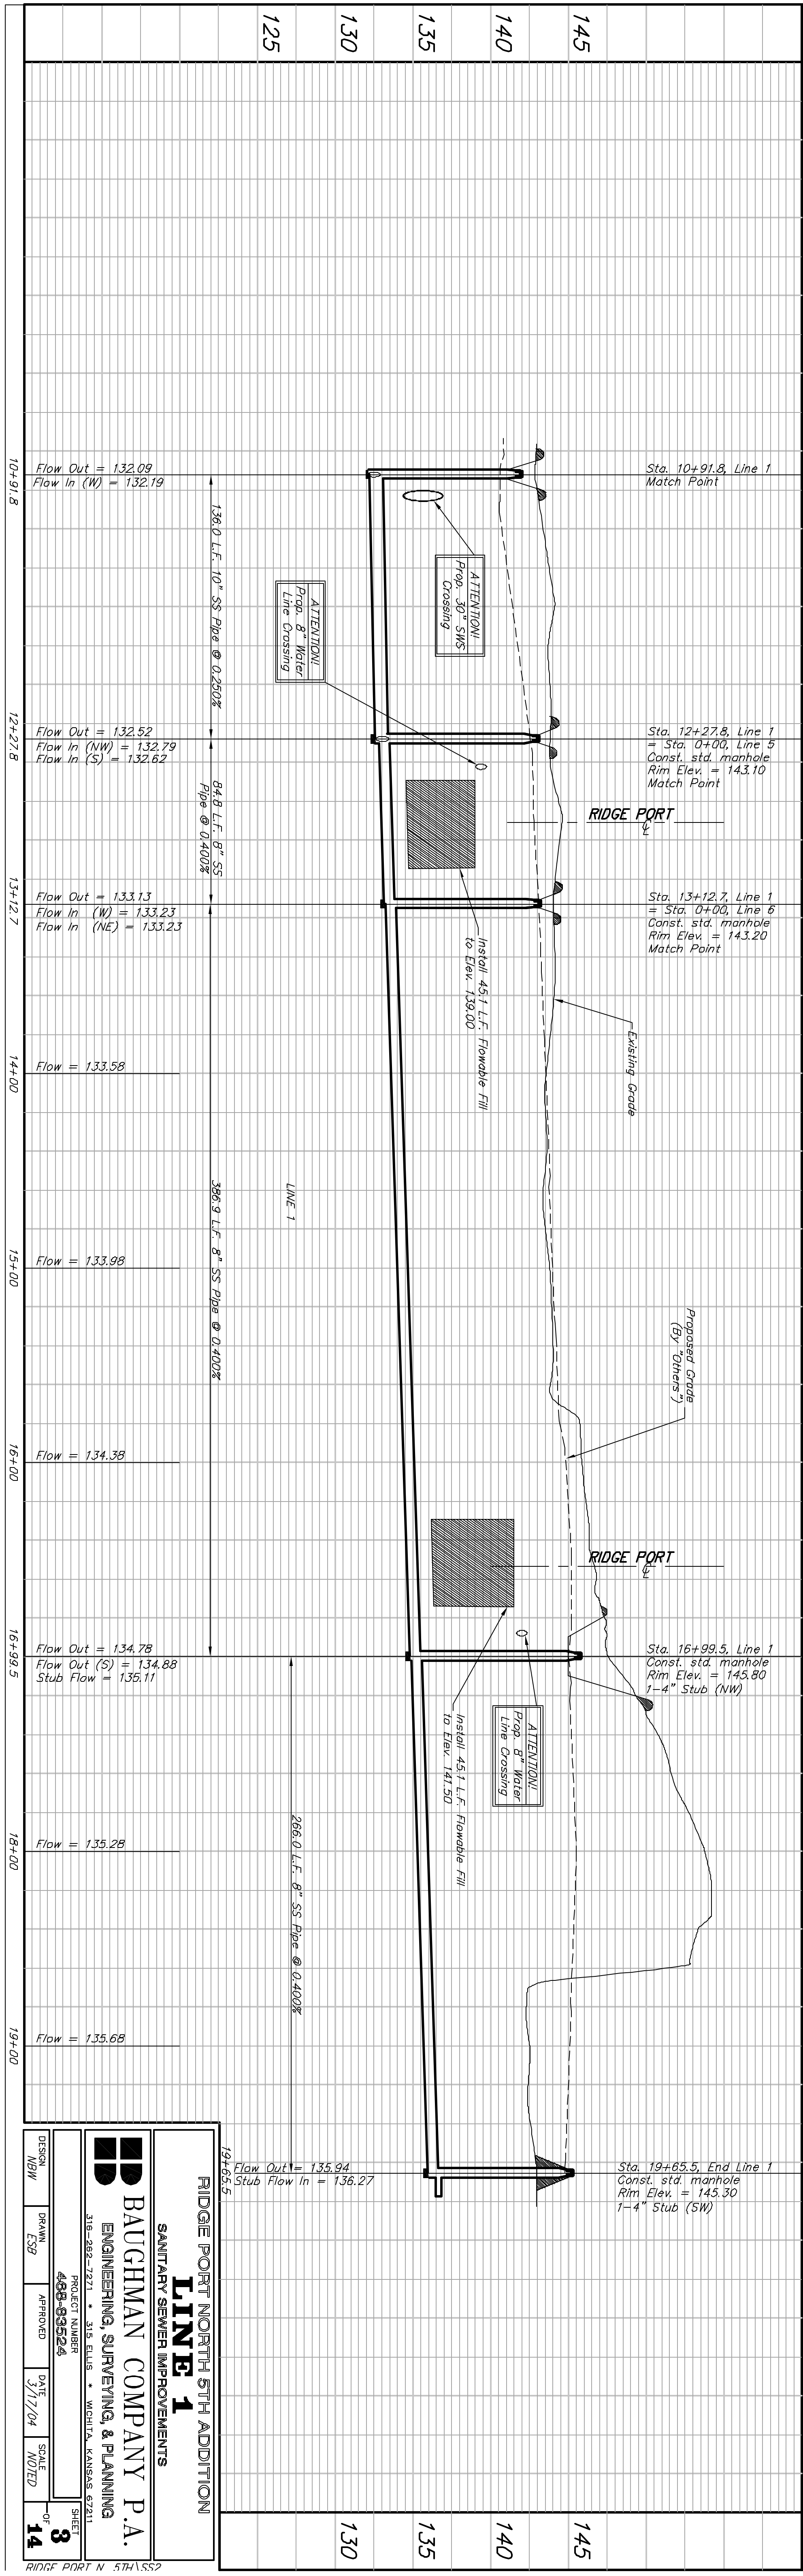 125
130
135
140
145
10+91.8
Flow Out = 132.09
Flow In (W) = 132.19
Sta. 10+91.8, Line 1
Match Point
136.0 L.F. 10" SS Pipe @ 0.250%
ATTENTION!
Prop. 30" SWS
Crossing
ATTENTION!
Prop. 8" Water
Line Crossing
12+27.8
Flow Out = 132.52
Flow In (NW) = 132.79
Flow In (S) = 132.62
Sta. 12+27.8, Line 1
= Sta. 0+00, Line 5
Const. std. manhole
Rim Elev. = 143.10
Match Point
84.8 L.F. 8" SS
Pipe @ 0.400%
RIDGE PORT
℄
13+12.7
Flow Out = 133.13
Flow In (W) = 133.23
Flow In (NE) = 133.23
Sta. 13+12.7, Line 1
= Sta. 0+00, Line 6
Const. std. manhole
Rim Elev. = 143.20
Match Point
Install 45.1 L.F. Flowable Fill
to Elev. 139.00
Existing Grade
14+00
Flow = 133.58
LINE 1
386.9 L.F. 8" SS Pipe @ 0.400%
15+00
Flow = 133.98
Proposed Grade
(By "Others")
16+00
Flow = 134.38
RIDGE PORT
℄
16+99.5
Flow Out = 134.78
Flow Out (S) = 134.88
Stub Flow = 135.11
Sta. 16+99.5, Line 1
Const. std. manhole
Rim Elev. = 145.80
1-4" Stub (NW)
ATTENTION!
Prop. 8" Water
Line Crossing
Install 45.1 L.F. Flowable Fill
to Elev. 141.50
266.0 L.F. 8" SS Pipe @ 0.400%
18+00
Flow = 135.28
19+00
Flow = 135.68
19+65.5
Flow Out = 135.94
Stub Flow In = 136.27
Sta. 19+65.5, End Line 1
Const. std. manhole
Rim Elev. = 145.30
1-4" Stub (SW)
RIDGE PORT NORTH 5TH ADDITION
LINE 1
SANITARY SEWER IMPROVEMENTS
BAUGHMAN COMPANY P.A.
ENGINEERING, SURVEYING, & PLANNING
316-262-7271 * 315 ELLIS * WICHITA, KANSAS 67211
PROJECT NUMBER
468-83524
DESIGN
NBW
DRAWN
ESB
APPROVED
DATE
3/17/04
SCALE
NOTED
SHEET
3
OF
14
RIDGE PORT N 5TH\SS2
130
135
140
145